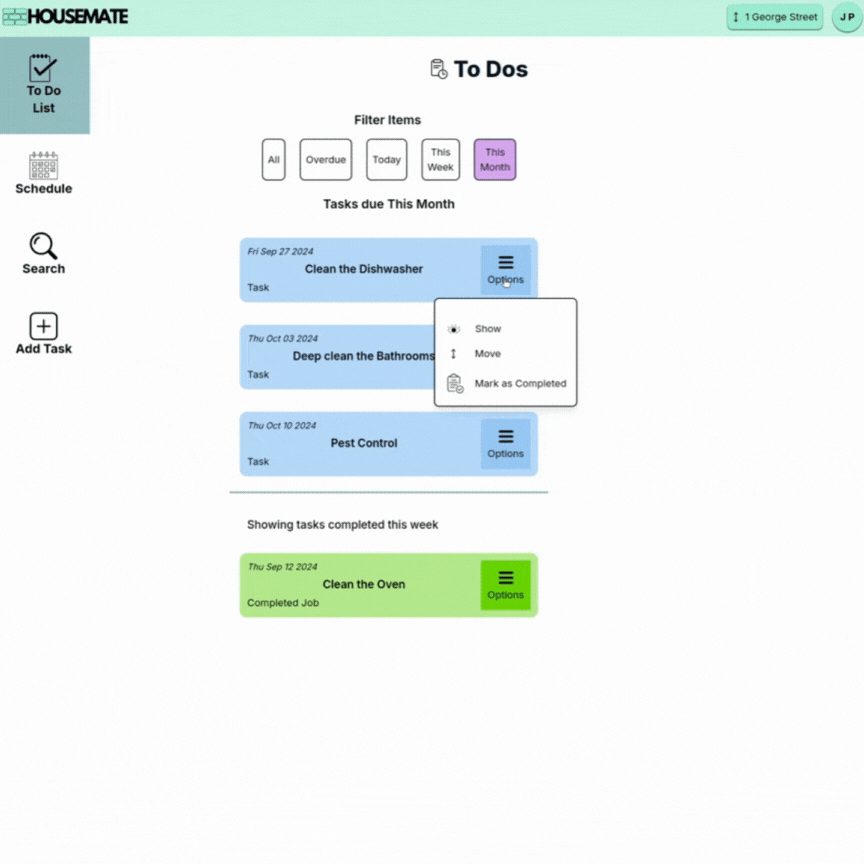 HOUSEMATE
1 George Street
J P
To Do
List
Schedule
Search
Add Task
To Dos
Filter Items
All
Overdue
Today
This
Week
This
Month
Tasks due This Month
Fri Sep 27 2024
Clean the Dishwasher
Task
Options
Show
Move
Mark as Completed
Thu Oct 03 2024
Deep clean the Bathrooms
Task
Thu Oct 10 2024
Pest Control
Task
Options
Showing tasks completed this week
Thu Sep 12 2024
Clean the Oven
Completed Job
Options